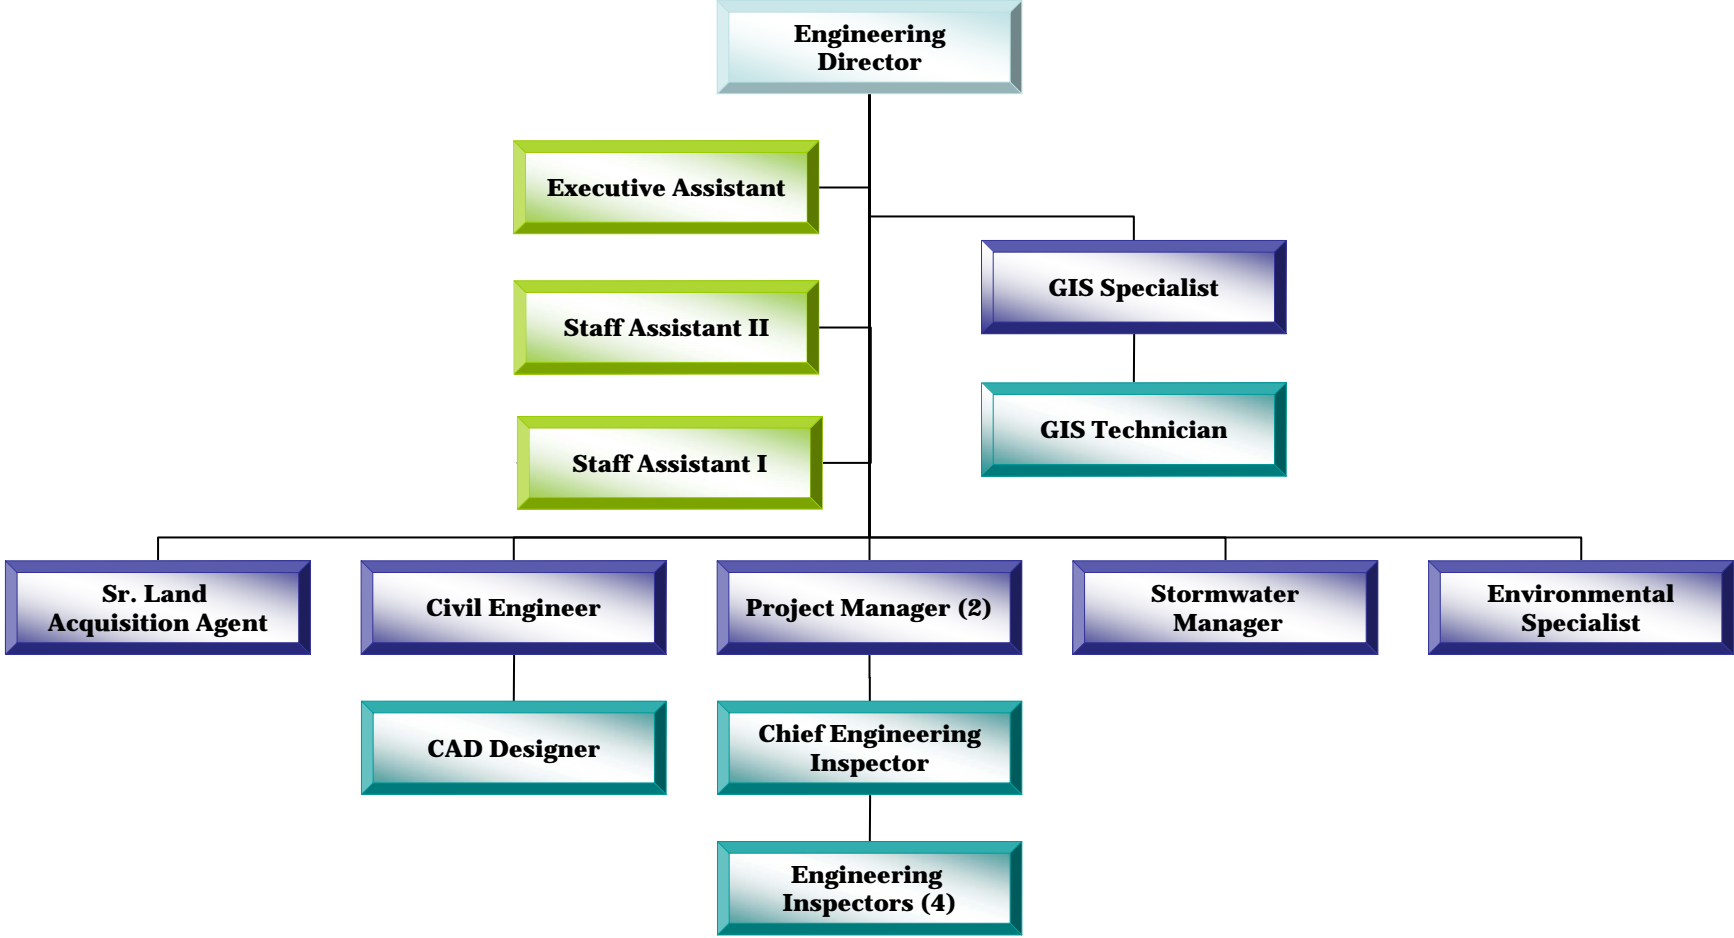 Engineering
Director
Executive Assistant
GIS Specialist
Staff Assistant II
GIS Technician
Staff Assistant I
Sr. Land
Acquisition Agent
Civil Engineer
Project Manager (2)
Stormwater
Manager
Environmental
Specialist
CAD Designer
Chief Engineering
Inspector
Engineering
Inspectors (4)